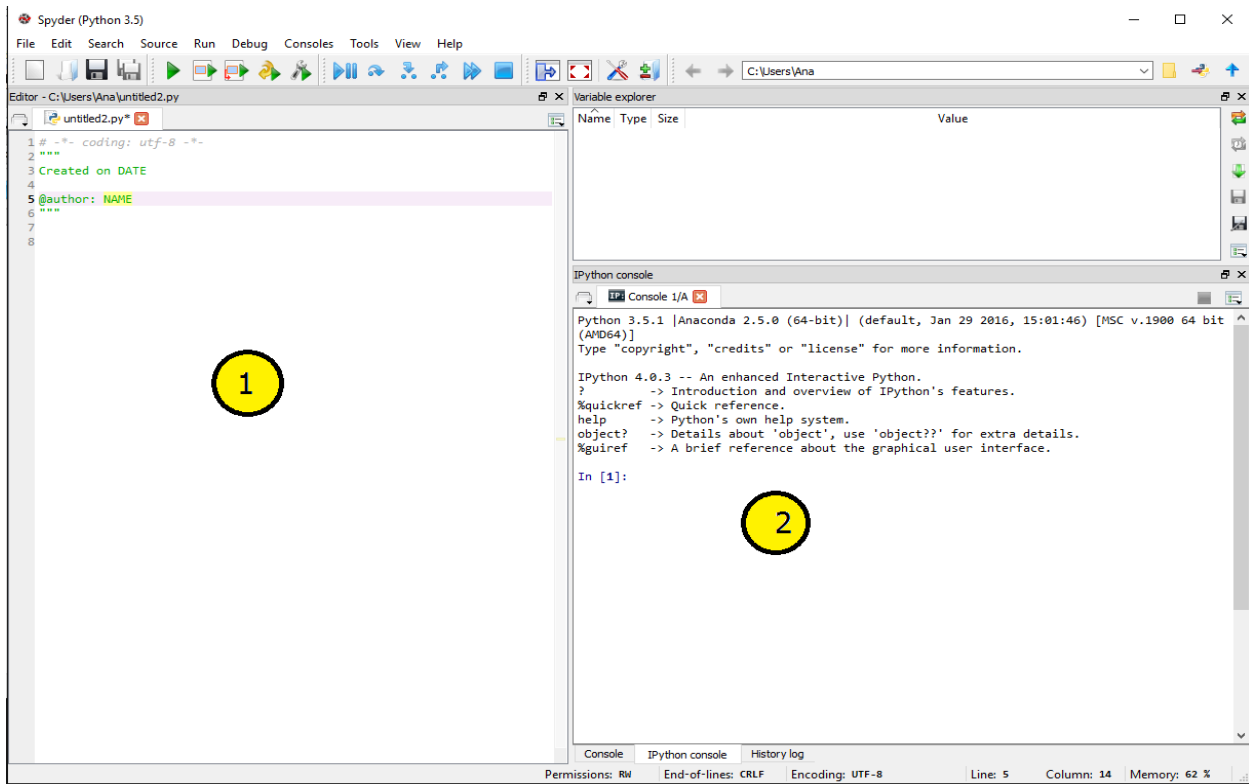 Spyder (Python 3.5)
File Edit Search Source Run Debug Consoles Tools View Help
C:\Users\Ana
Editor - C:\Users\Ana\untitled2.py
untitled2.py*
1 # -*- coding: utf-8 -*-
2 """
3 Created on DATE
4
5 @author: NAME
6 """
7
8
1
Variable explorer
Name Type Size Value
IPython console
IP: Console 1/A
Python 3.5.1 |Anaconda 2.5.0 (64-bit)| (default, Jan 29 2016, 15:01:46) [MSC v.1900 64 bit
(AMD64)]
Type "copyright", "credits" or "license" for more information.
IPython 4.0.3 -- An enhanced Interactive Python.
? -> Introduction and overview of IPython's features.
%quickref -> Quick reference.
help -> Python's own help system.
object? -> Details about 'object', use 'object??' for extra details.
%guiref -> A brief reference about the graphical user interface.
In [1]:
2
Console IPython console History log
Permissions: RW End-of-lines: CRLF Encoding: UTF-8 Line: 5 Column: 14 Memory: 62 %